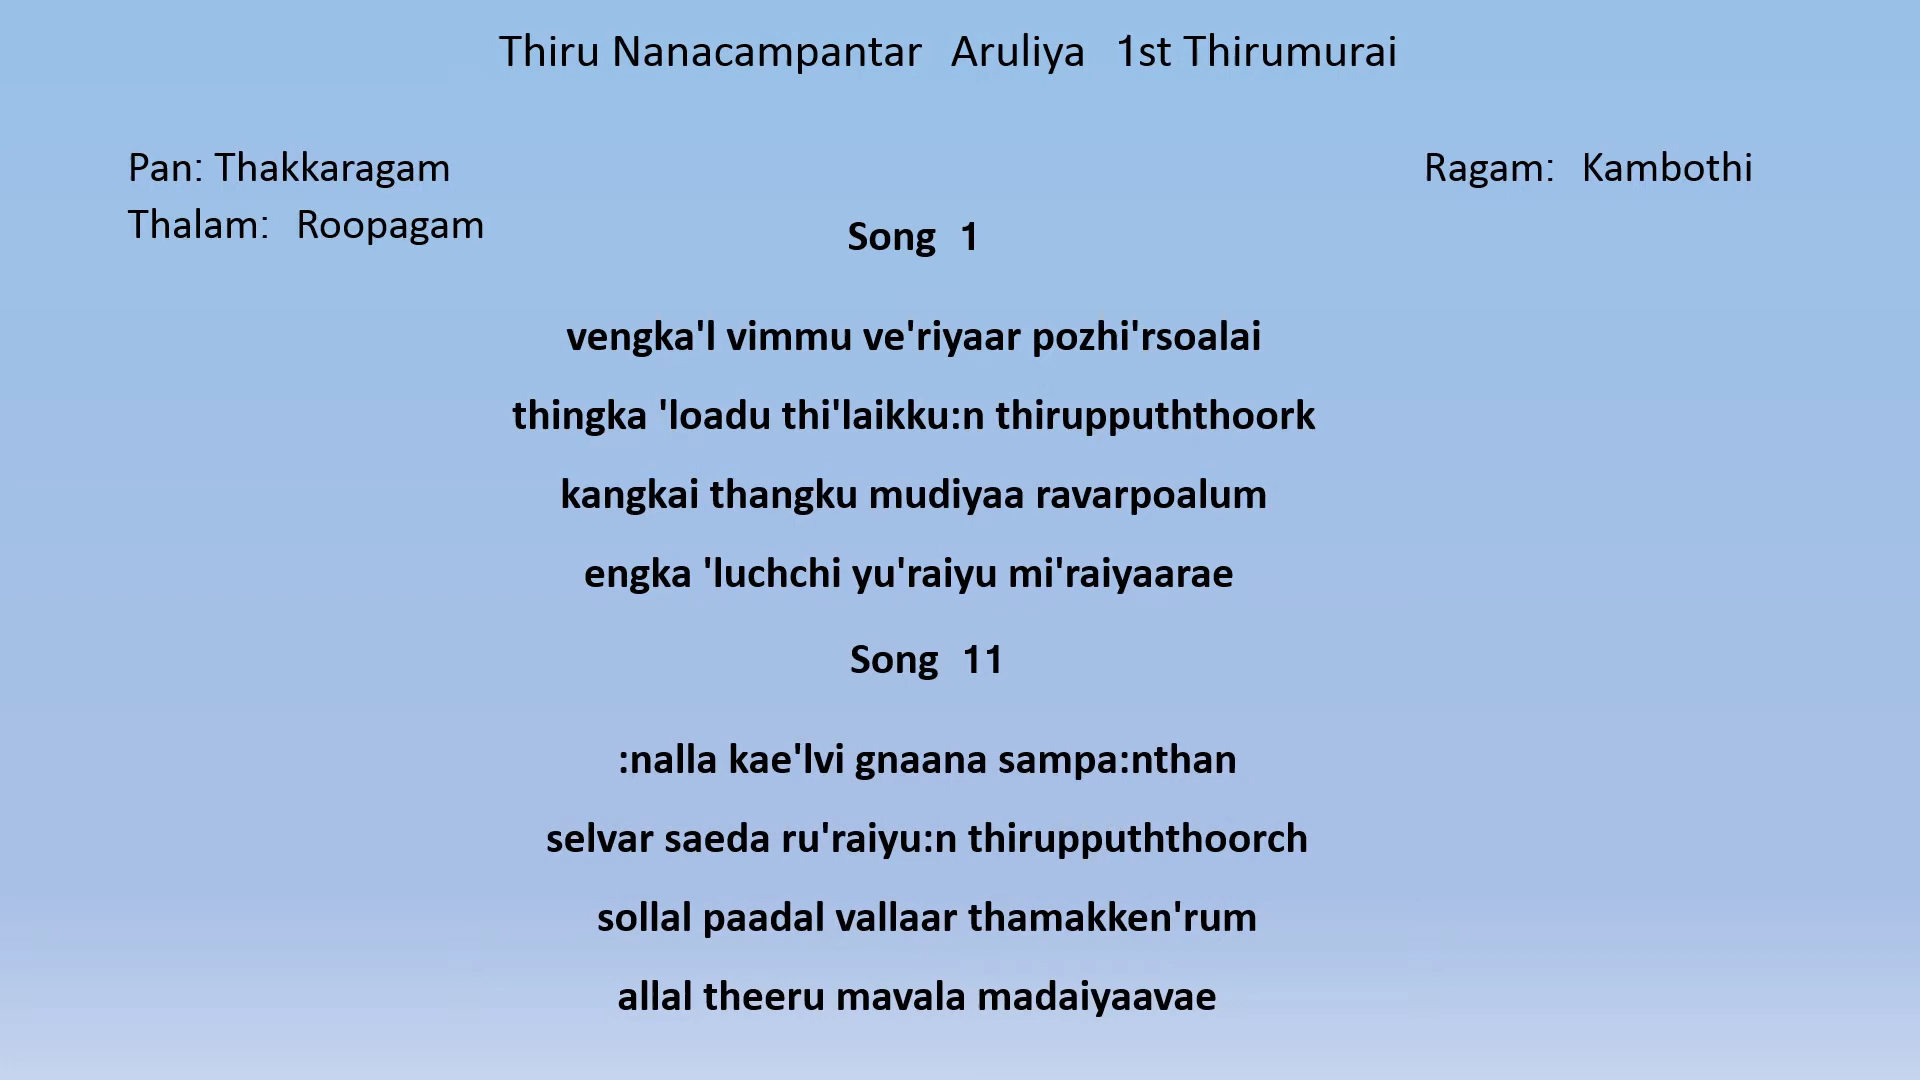 Thiru Nanacampantar Aruliya 1st Thirumurai
Pan: Thakkaragam
Ragam: Kambothi
Thalam: Roopagam
Song 1
vengka'l vimmu ve'riyaar pozhi'rsoalai
thingka 'loadu thi'laikku:n thiruppuththoork
kangkai thangku mudiyaa ravarpoalum
engka 'luchchi yu'raiyu mi'raiyaarae
Song 11
:nalla kae'lvi gnaana sampa:nthan
selvar saeda ru'raiyu:n thiruppuththoorch
sollal paadal vallaar thamakken'rum
allal theeru mavala madaiyaavae